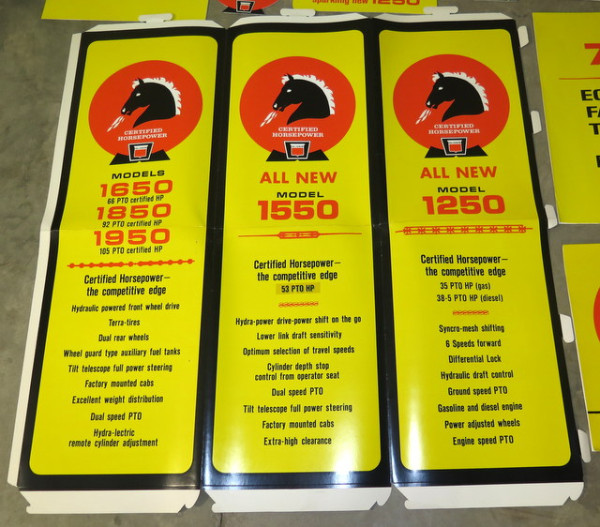 sparkling new 1250
CERTIFIED
HORSEPOWER
MODELS
1650
66 PTO certified HP
1850
92 PTO certified HP
1950
105 PTO certified HP
Certified Horsepower—
the competitive edge
Hydraulic powered front wheel drive
Terra-tires
Dual rear wheels
Wheel guard type auxiliary fuel tanks
Tilt telescope full power steering
Factory mounted cabs
Excellent weight distribution
Dual speed PTO
Hydra-lectric
remote cylinder adjustment
CERTIFIED
HORSEPOWER
ALL NEW
MODEL
1550
Certified Horsepower—
the competitive edge
53 PTO HP
Hydra-power drive-power shift on the go
Lower link draft sensitivity
Optimum selection of travel speeds
Cylinder depth stop
control from operator seat
Dual speed PTO
Tilt telescope full power steering
Factory mounted cabs
Extra-high clearance
CERTIFIED
HORSEPOWER
ALL NEW
MODEL
1250
Certified Horsepower—
the competitive edge
35 PTO HP (gas)
38-5 PTO HP (diesel)
Syncro-mesh shifting
6 Speeds forward
Differential Lock
Hydraulic draft control
Ground speed PTO
Gasoline and diesel engine
Power adjusted wheels
Engine speed PTO